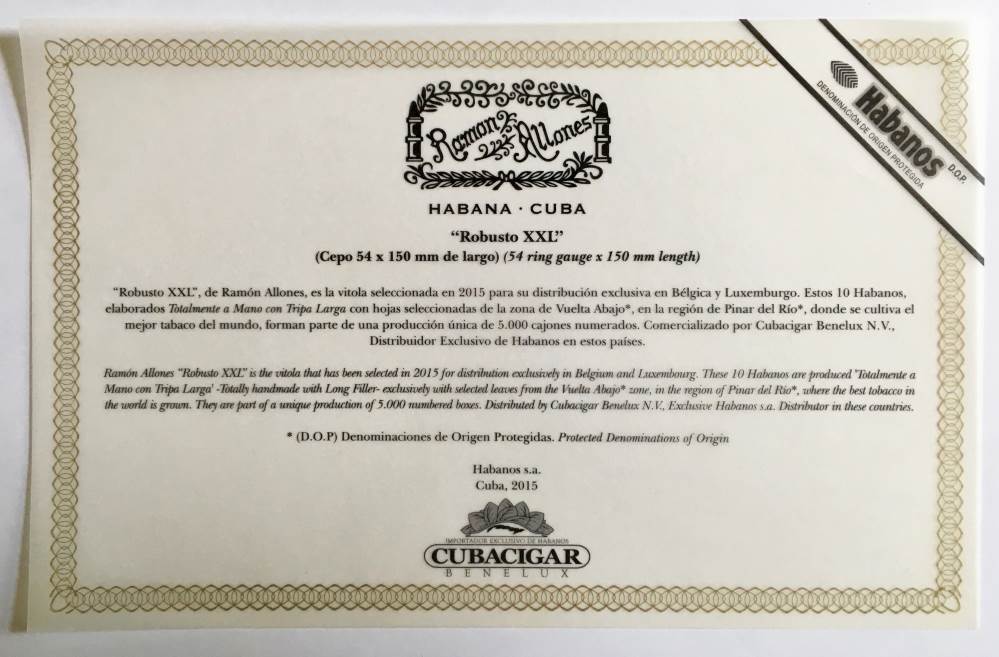 Habanos D.O.P.
DENOMINACIÓN DE ORIGEN PROTEGIDA
Ramon Allones
HABANA · CUBA
“Robusto XXL”
(Cepo 54 x 150 mm de largo) (54 ring gauge x 150 mm length)
“Robusto XXL”, de Ramón Allones, es la vitola seleccionada en 2015 para su distribución exclusiva en Bélgica y Luxemburgo. Estos 10 Habanos,
elaborados Totalmente a Mano con Tripa Larga con hojas seleccionadas de la zona de Vuelta Abajo*, en la región de Pinar del Río*, donde se cultiva el
mejor tabaco del mundo, forman parte de una producción única de 5.000 cajones numerados. Comercializado por Cubacigar Benelux N.V.,
Distribuidor Exclusivo de Habanos en estos países.
Ramón Allones “Robusto XXL” is the vitola that has been selected in 2015 for distribution exclusively in Belgium and Luxembourg. These 10 Habanos are produced 'Totalmente a
Mano con Tripa Larga' -Totally handmade with Long Filler- exclusively with selected leaves from the Vuelta Abajo* zone, in the region of Pinar del Río*, where the best tobacco in
the world is grown. They are part of a unique production of 5.000 numbered boxes. Distributed by Cubacigar Benelux N.V., Exclusive Habanos s.a. Distributor in these countries.
* (D.O.P) Denominaciones de Origen Protegidas. Protected Denominations of Origin
Habanos s.a.
Cuba, 2015
IMPORTADOR EXCLUSIVO DE HABANOS
CUBACIGAR
BENELUX